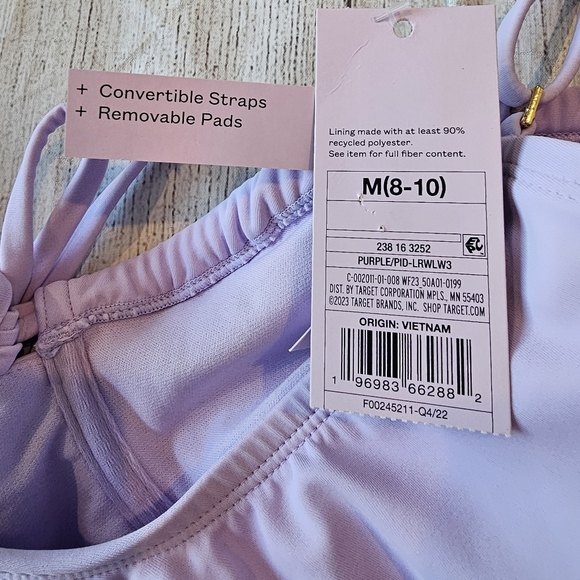 + Convertible Straps
+ Removable Pads
Lining made with at least 90%
recycled polyester.
See item for full fiber content.
M(8-10)
238 16 3252
PURPLE/PID-LRWLW3
C-002011-01-008 WF23_50A01-0199
DIST. BY TARGET CORPORATION MPLS., MN 55403
©2023 TARGET BRANDS, INC. SHOP TARGET.COM
ORIGIN: VIETNAM
1 96983 66288 2
F00245211-Q4/22